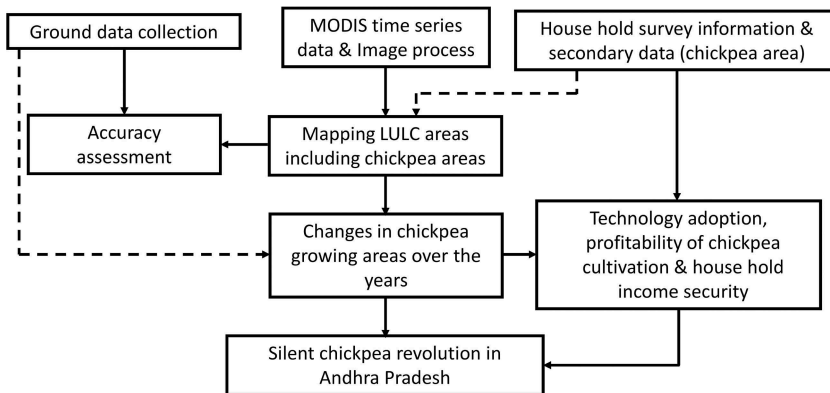 Ground data collection
MODIS time series
data & Image process
House hold survey information &
secondary data (chickpea area)
Accuracy
assessment
Mapping LULC areas
including chickpea areas
Changes in chickpea
growing areas over the
years
Technology adoption,
profitability of chickpea
cultivation & house hold
income security
Silent chickpea revolution in
Andhra Pradesh